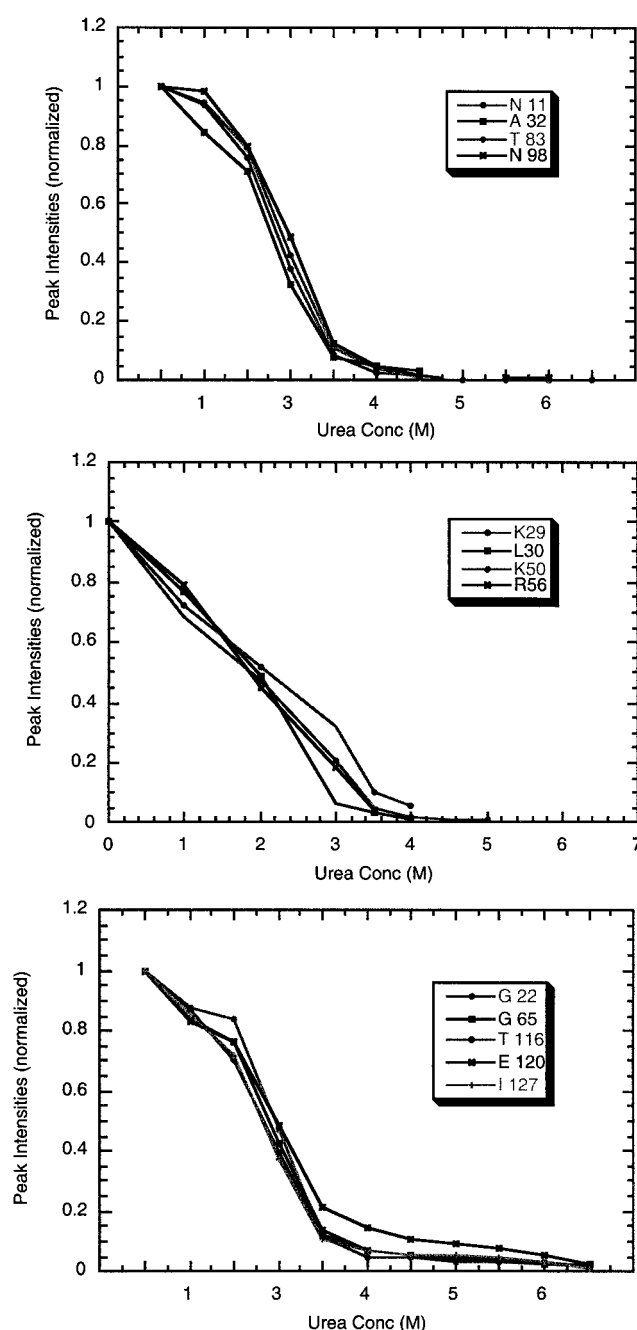 1.2
1
0.8
0.6
0.4
0.2
0
Peak Intensities (normalized)
N 11
A 32
T 83
N 98
1 3 4 5 6
Urea Conc (M)
1.2
1
0.8
0.6
0.4
0.2
0
Peak Intensities (normalized)
K29
L30
K50
R56
0 1 2 3 4 5 6 7
Urea Conc (M)
1.2
1
0.8
0.6
0.4
0.2
0
Peak Intensities (normalized)
G 22
G 65
T 116
E 120
I 127
1 3 4 5 6
Urea Conc (M)